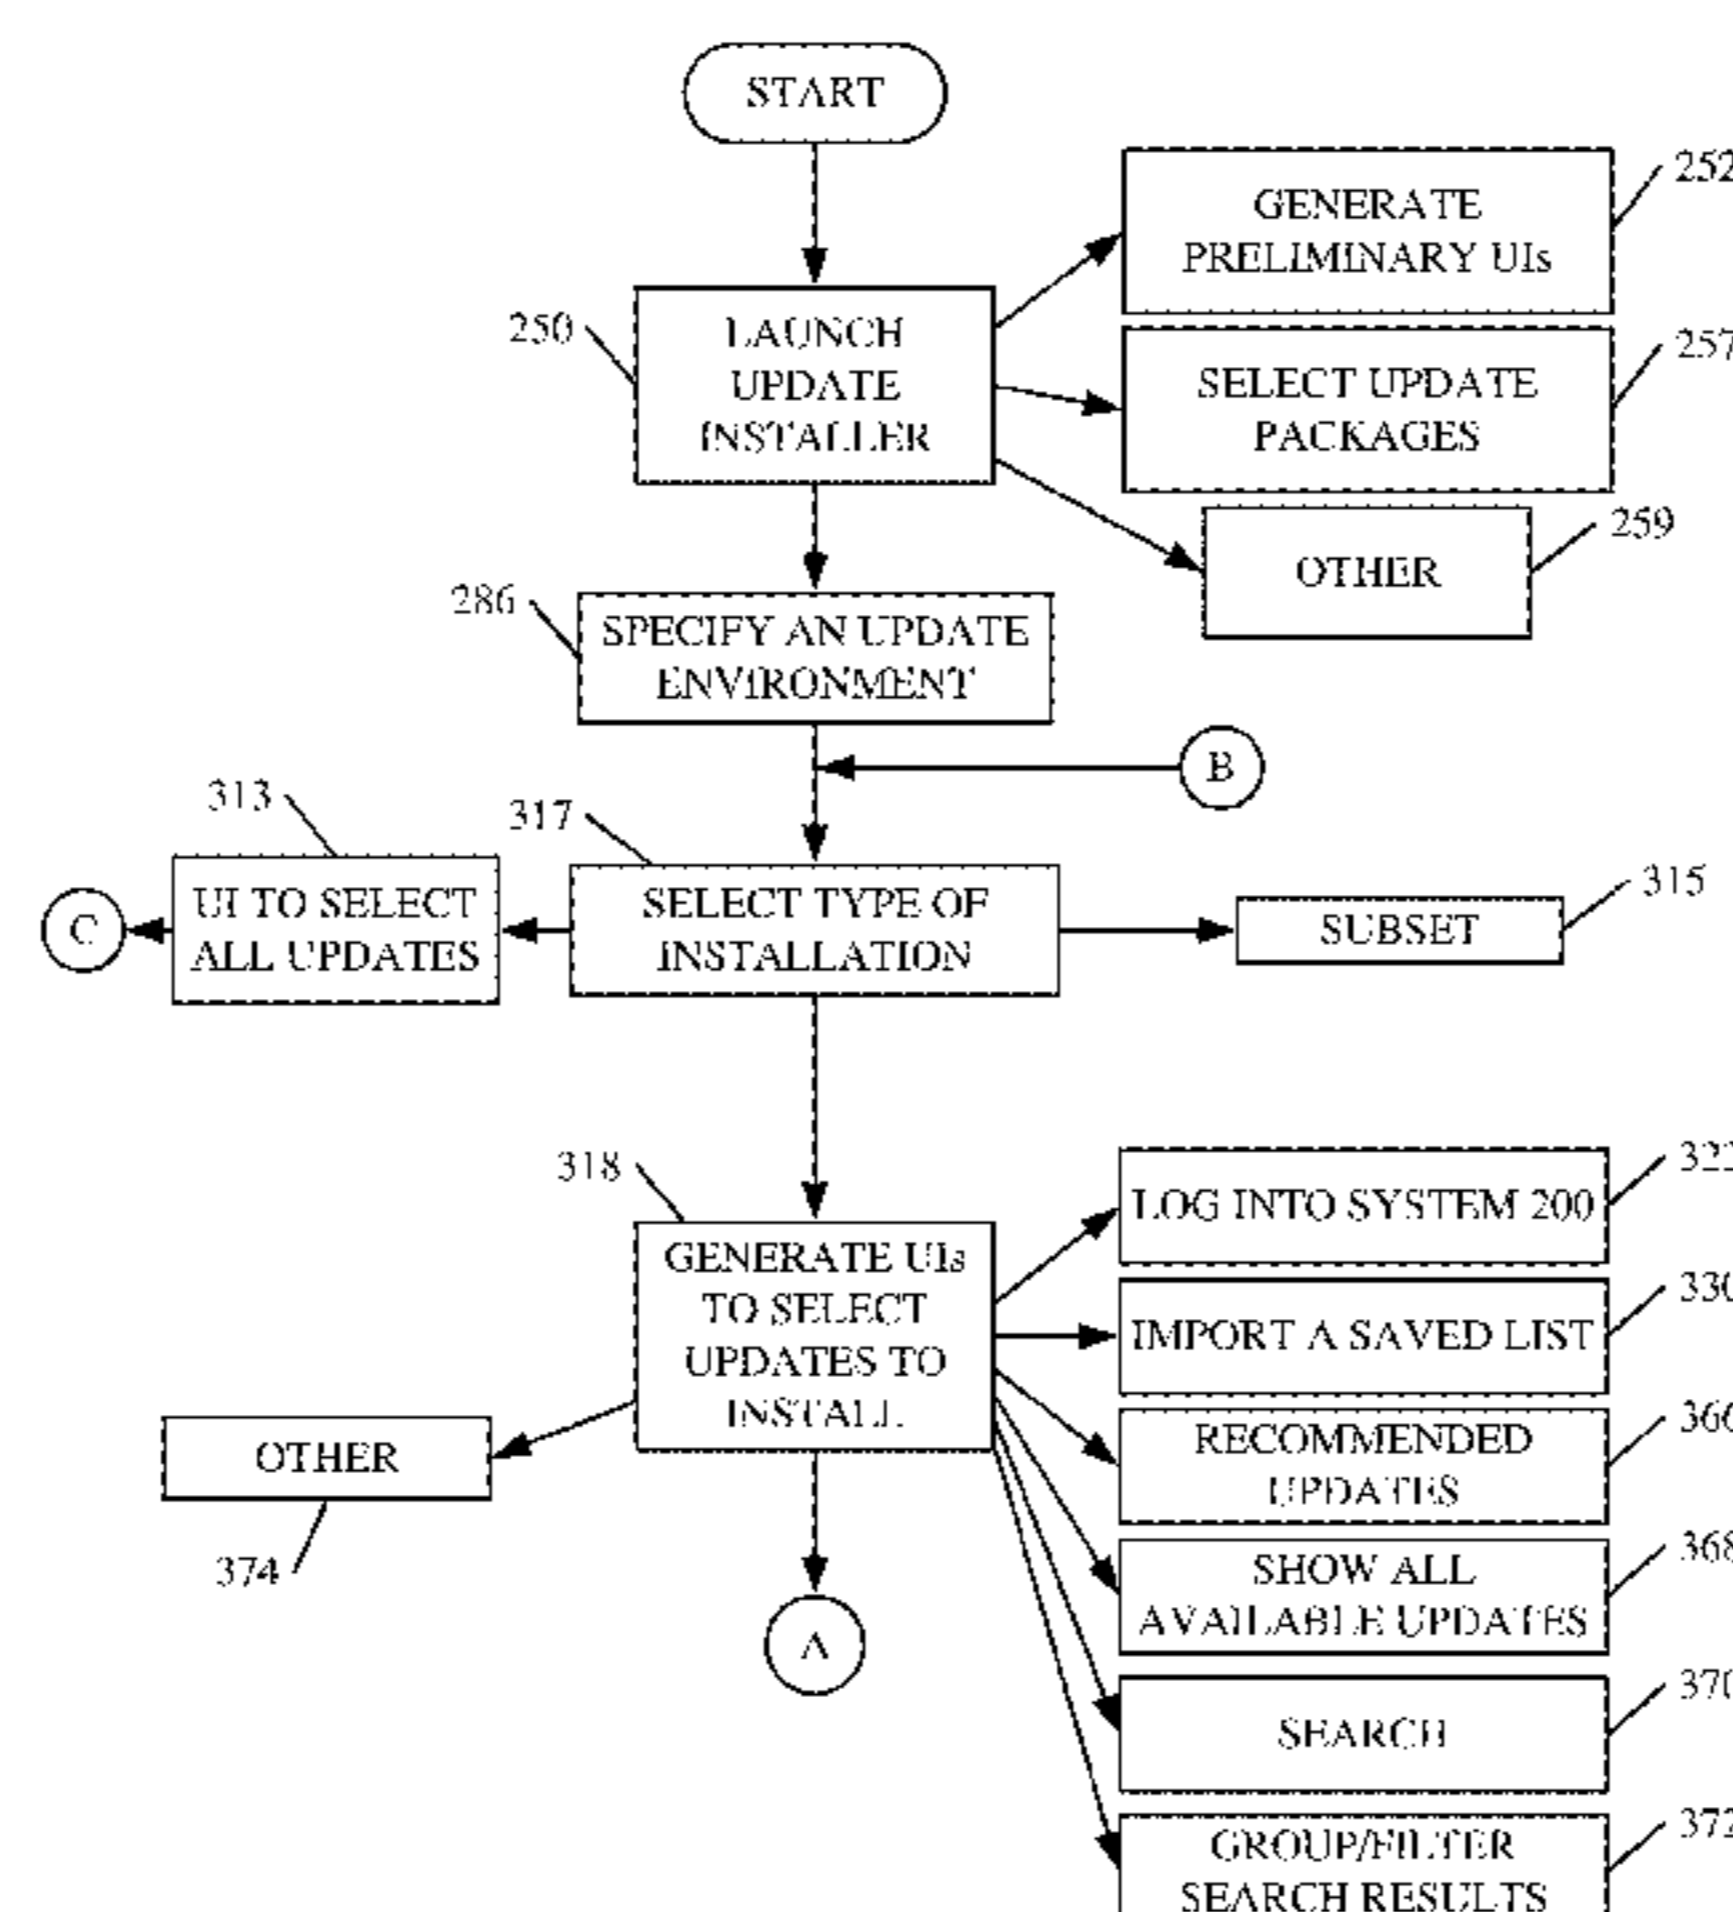 START
252
GENERATE
PRELIMINARY UIs
250
LAUNCH
UPDATE
INSTALLER
257
SELECT UPDATE
PACKAGES
259
OTHER
286
SPECIFY AN UPDATE
ENVIRONMENT
B
313
317
C
UI TO SELECT
ALL UPDATES
SELECT TYPE OF
INSTALLATION
315
SUBSET
318
GENERATE UIs
TO SELECT
UPDATES TO
INSTALL
LOG INTO SYSTEM 200
IMPORT A SAVED LIST
RECOMMENDED
UPDATES
OTHER
374
368
SHOW ALL
AVAILABLE UPDATES
A
SEARCH
372
GROUP/FILTER
SEARCH RESULTS